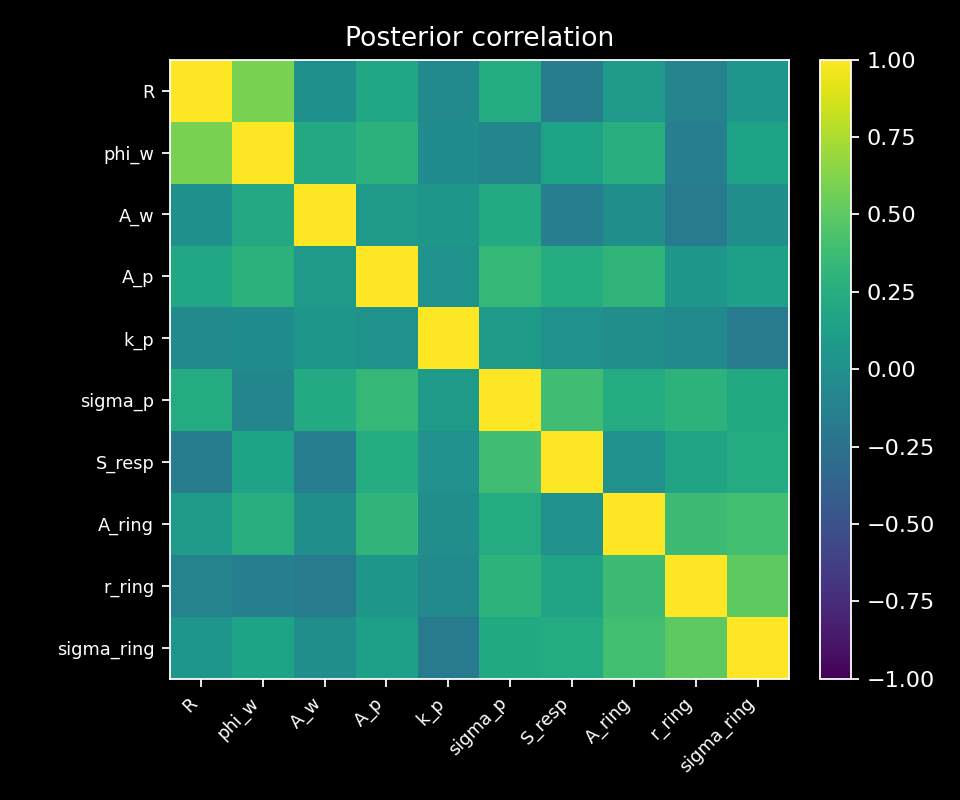 Posterior correlation
R
phi_w
A_w
A_p
k_p
sigma_p
S_resp
A_ring
r_ring
sigma_ring
R
phi_w
A_w
A_p
k_p
sigma_p
S_resp
A_ring
r_ring
sigma_ring
1.00
0.75
0.50
0.25
0.00
−0.25
−0.50
−0.75
−1.00